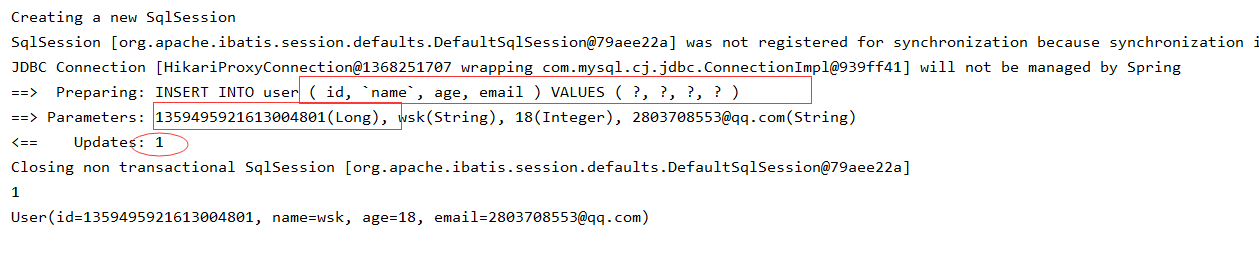 Creating a new SqlSession
SqlSession [org.apache.ibatis.session.defaults.DefaultSqlSession@79aee22a] was not registered for synchronization because synchronization i
JDBC Connection [HikariProxyConnection@1368251707 wrapping com.mysql.cj.jdbc.ConnectionImpl@939ff41] will not be managed by Spring
==>  Preparing: INSERT INTO user ( id, `name`, age, email ) VALUES ( ?, ?, ?, ? )
==> Parameters: 1359495921613004801(Long), wsk(String), 18(Integer), 2803708553@qq.com(String)
<==    Updates: 1
Closing non transactional SqlSession [org.apache.ibatis.session.defaults.DefaultSqlSession@79aee22a]
1
User(id=1359495921613004801, name=wsk, age=18, email=2803708553@qq.com)